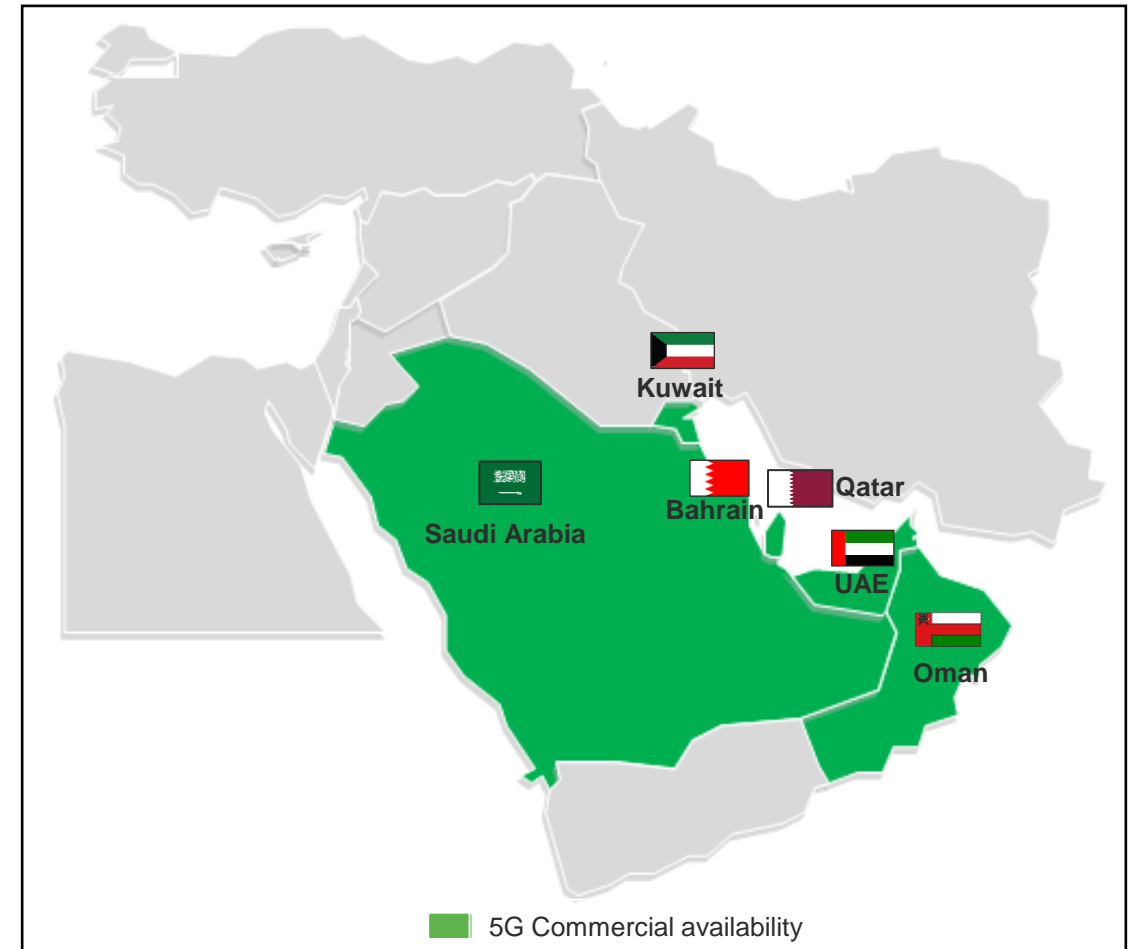 Kuwait
Qatar
Bahrain
Saudi Arabia
UAE
Oman
5G Commercial availability